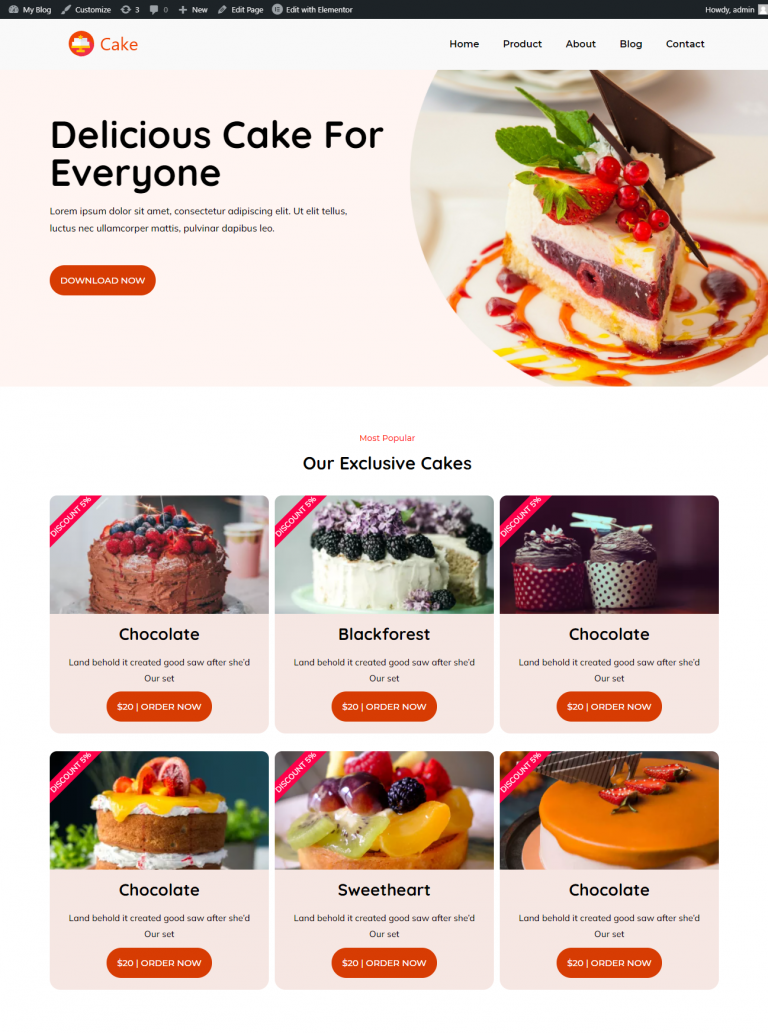 My Blog Customize 3 0 New Edit Page Edit with Elementor Howdy, admin
Cake
Home Product About Blog Contact
Delicious Cake For
Everyone
Lorem ipsum dolor sit amet, consectetur adipiscing elit. Ut elit tellus,
luctus nec ullamcorper mattis, pulvinar dapibus leo.
DOWNLOAD NOW
Most Popular
Our Exclusive Cakes
DISCOUNT 5%
Chocolate
Land behold it created good saw after she'd
Our set
$20 | ORDER NOW
DISCOUNT 5%
Blackforest
Land behold it created good saw after she'd
Our set
$20 | ORDER NOW
DISCOUNT 5%
Chocolate
Land behold it created good saw after she'd
Our set
$20 | ORDER NOW
DISCOUNT 5%
Chocolate
Land behold it created good saw after she'd
Our set
$20 | ORDER NOW
DISCOUNT 5%
Sweetheart
Land behold it created good saw after she'd
Our set
$20 | ORDER NOW
DISCOUNT 5%
Chocolate
Land behold it created good saw after she'd
Our set
$20 | ORDER NOW